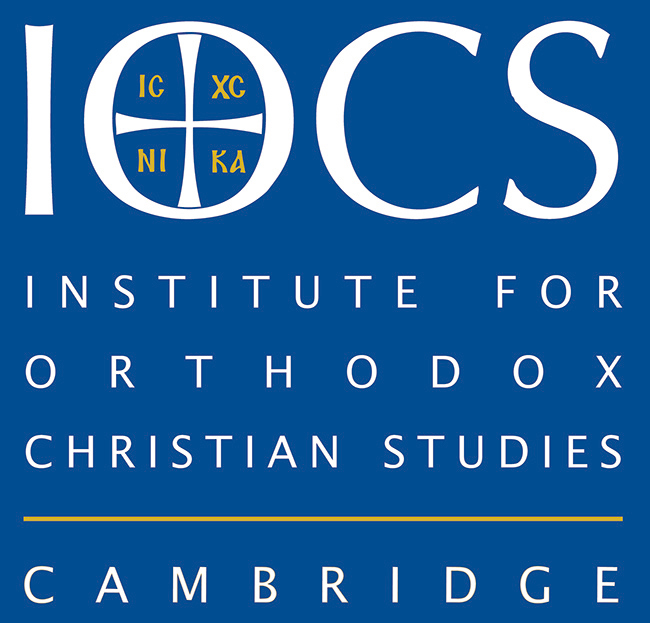 IOCS
IC XC
NI KA
INSTITUTE FOR
ORTHODOX
CHRISTIAN STUDIES
CAMBRIDGE